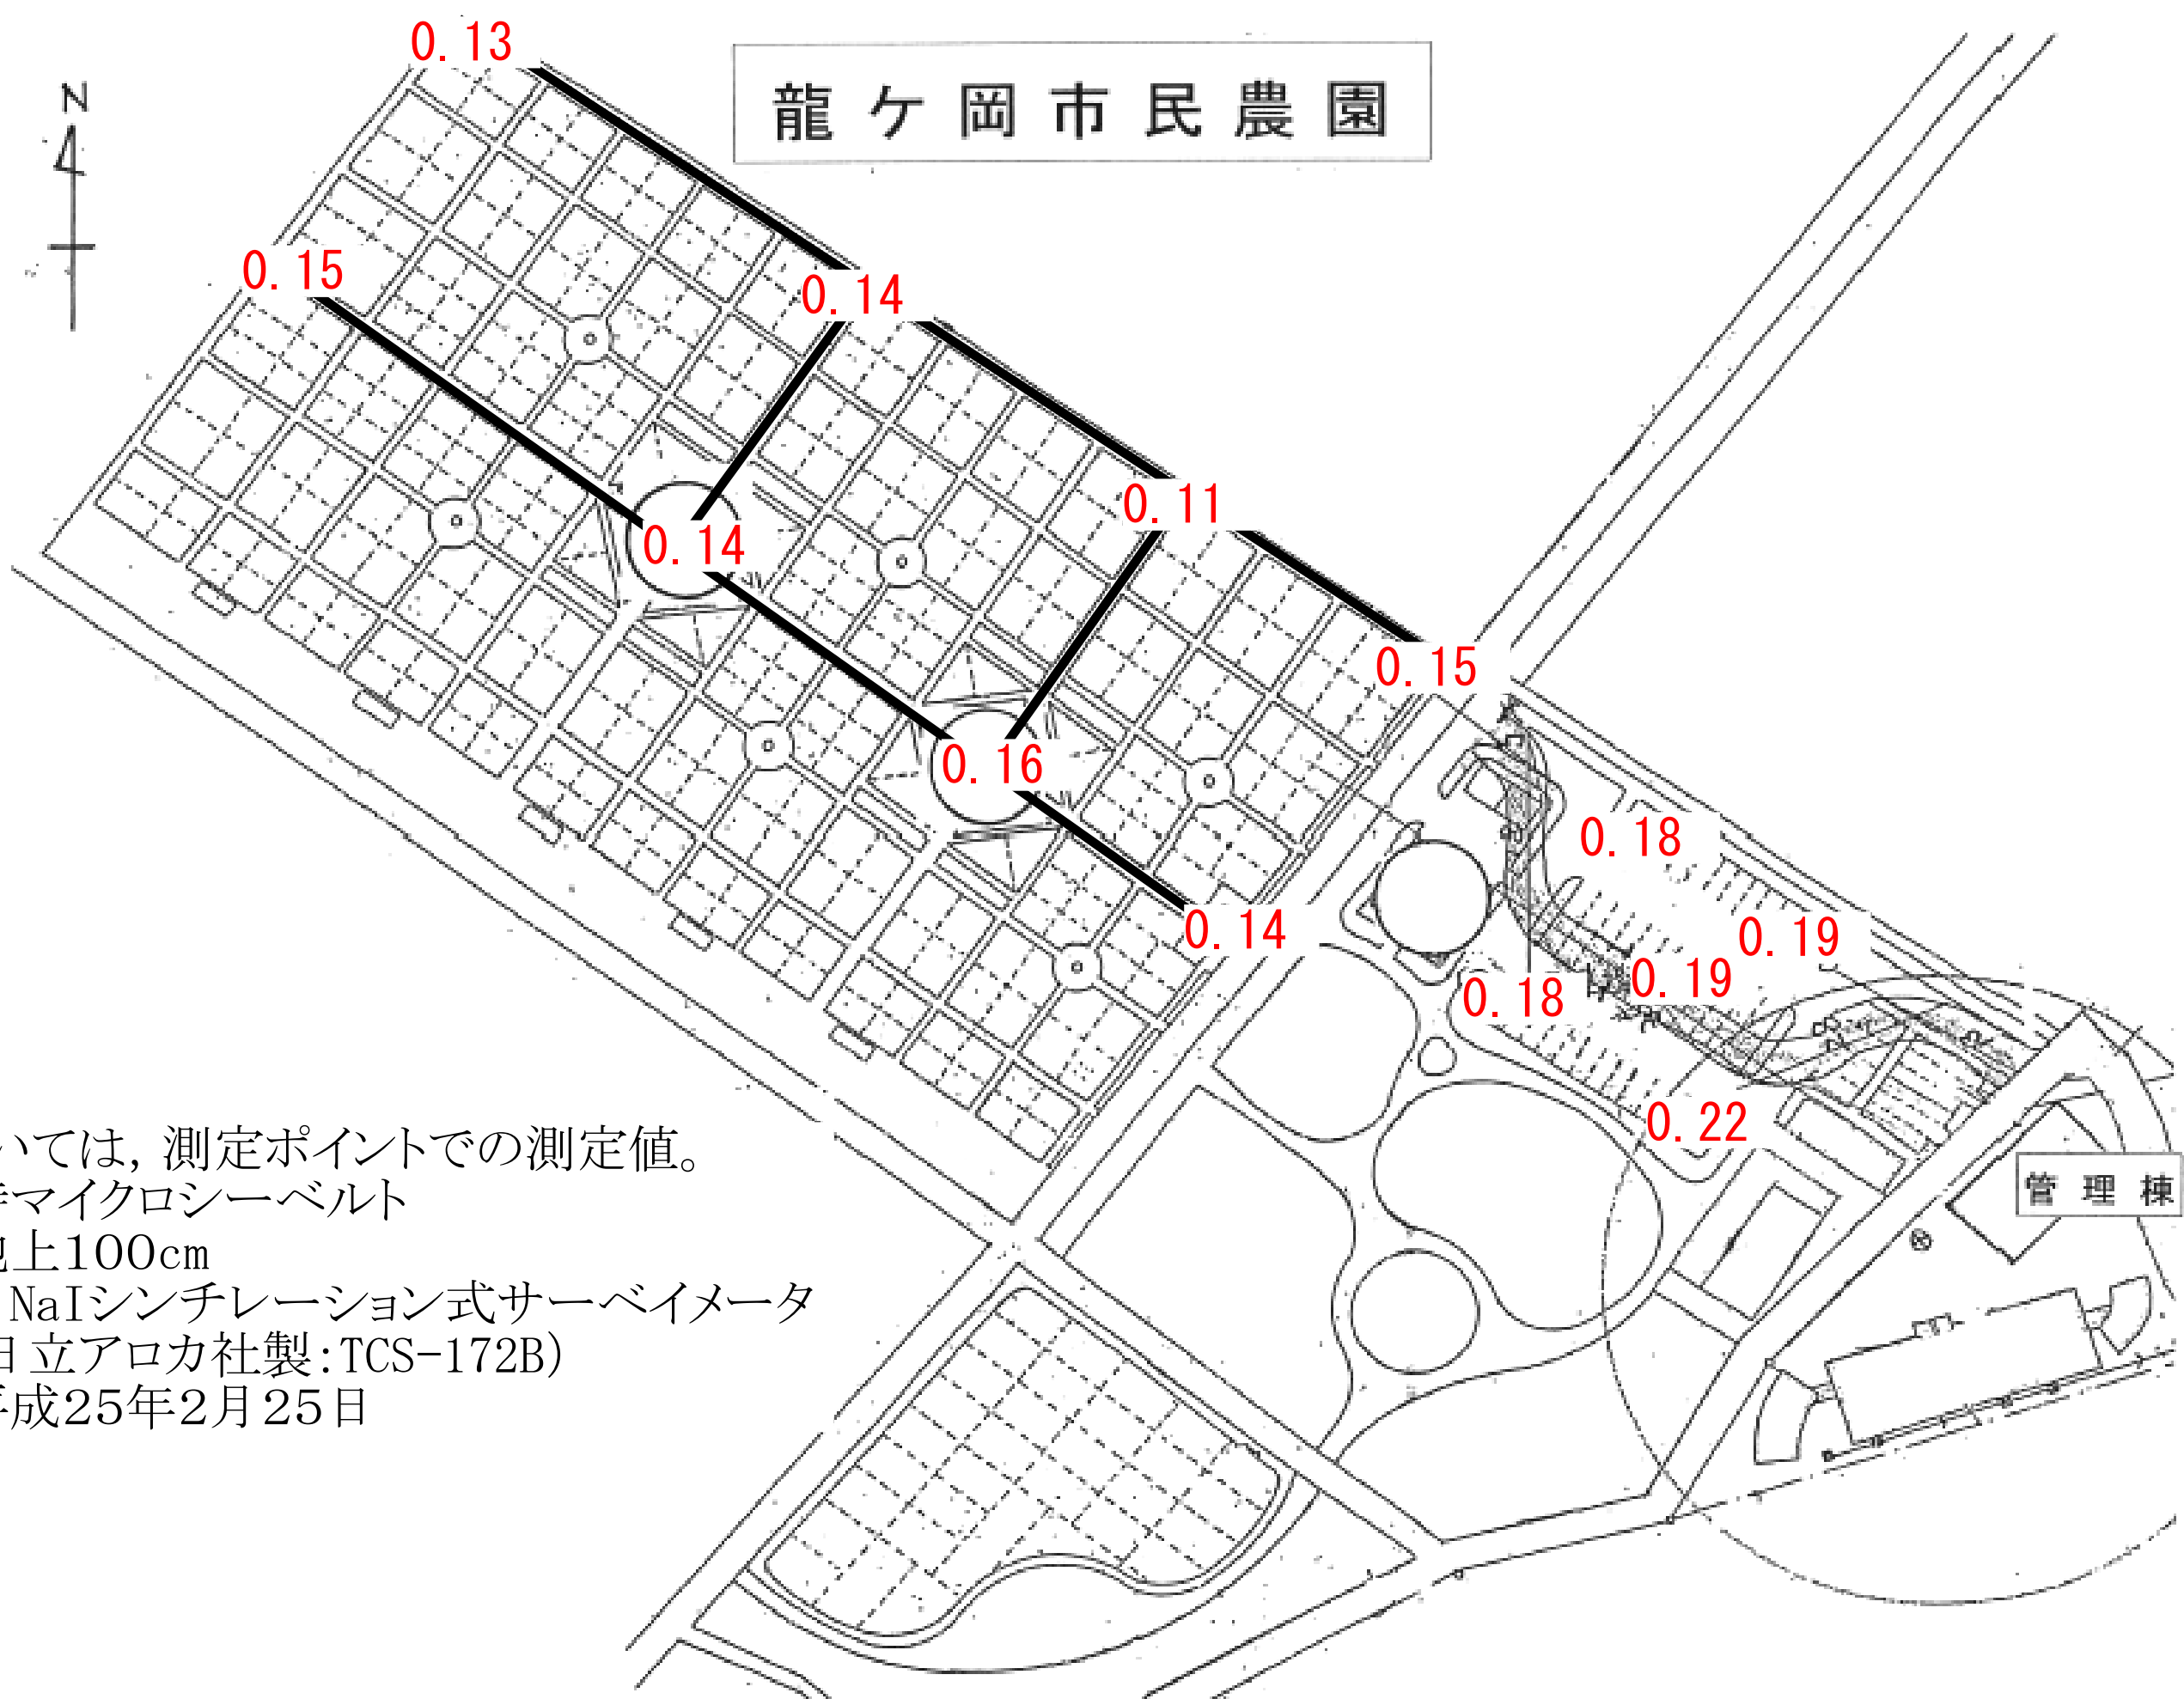 0.13
龍ケ岡市民農園
N
0.15
0.14
0.11
0.14
0.15
0.16
0.18
0.14
0.19
0.19
0.18
0.22
いては，測定ポイントでの測定値。
マイクロシーベルト
管理棟
上100cm
NaIシンチレーション式サーベイメータ
日立アロカ社製：TCS-172B）
成25年2月25日